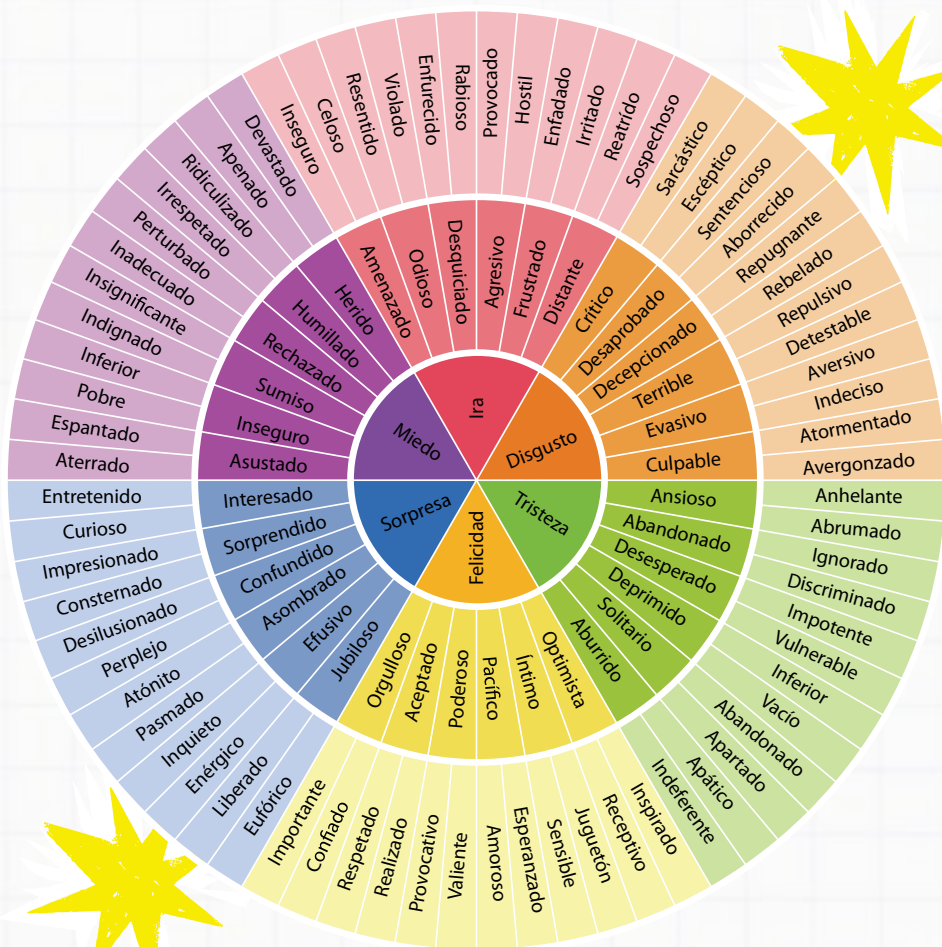 Ira
Disgusto
Tristeza
Felicidad
Sorpresa
Miedo
Amenazado
Odioso
Desquiciado
Agresivo
Frustrado
Distante
Crítico
Desaprobado
Decepcionado
Terrible
Evasivo
Culpable
Ansioso
Abandonado
Desesperado
Deprimido
Solitario
Aburrido
Optimista
Íntimo
Pacífico
Poderoso
Aceptado
Orgulloso
Jubiloso
Efusivo
Asombrado
Confundido
Sorprendido
Interesado
Asustado
Inseguro
Sumiso
Rechazado
Humillado
Herido
Inseguro
Celoso
Resentido
Violado
Enfurecido
Rabioso
Provocado
Hostil
Enfadado
Irritado
Reatrido
Sospechoso
Sarcástico
Escéptico
Sentencioso
Aborrecido
Repugnante
Rebelado
Repulsivo
Detestable
Aversivo
Indeciso
Atormentado
Avergonzado
Anhelante
Abrumado
Ignorado
Discriminado
Impotente
Vulnerable
Inferior
Vacío
Abandonado
Apartado
Apático
Indeferente
Inspirado
Receptivo
Juguetón
Sensible
Esperanzado
Amoroso
Valiente
Provocativo
Realizado
Respetado
Confiado
Importante
Eufórico
Liberado
Enérgico
Inquieto
Pasmado
Atónito
Perplejo
Desilusionado
Consternado
Impresionado
Curioso
Entretenido
Aterrado
Espantado
Pobre
Inferior
Indignado
Insignificante
Inadecuado
Perturbado
Irrespetado
Ridiculizado
Apenado
Devastado